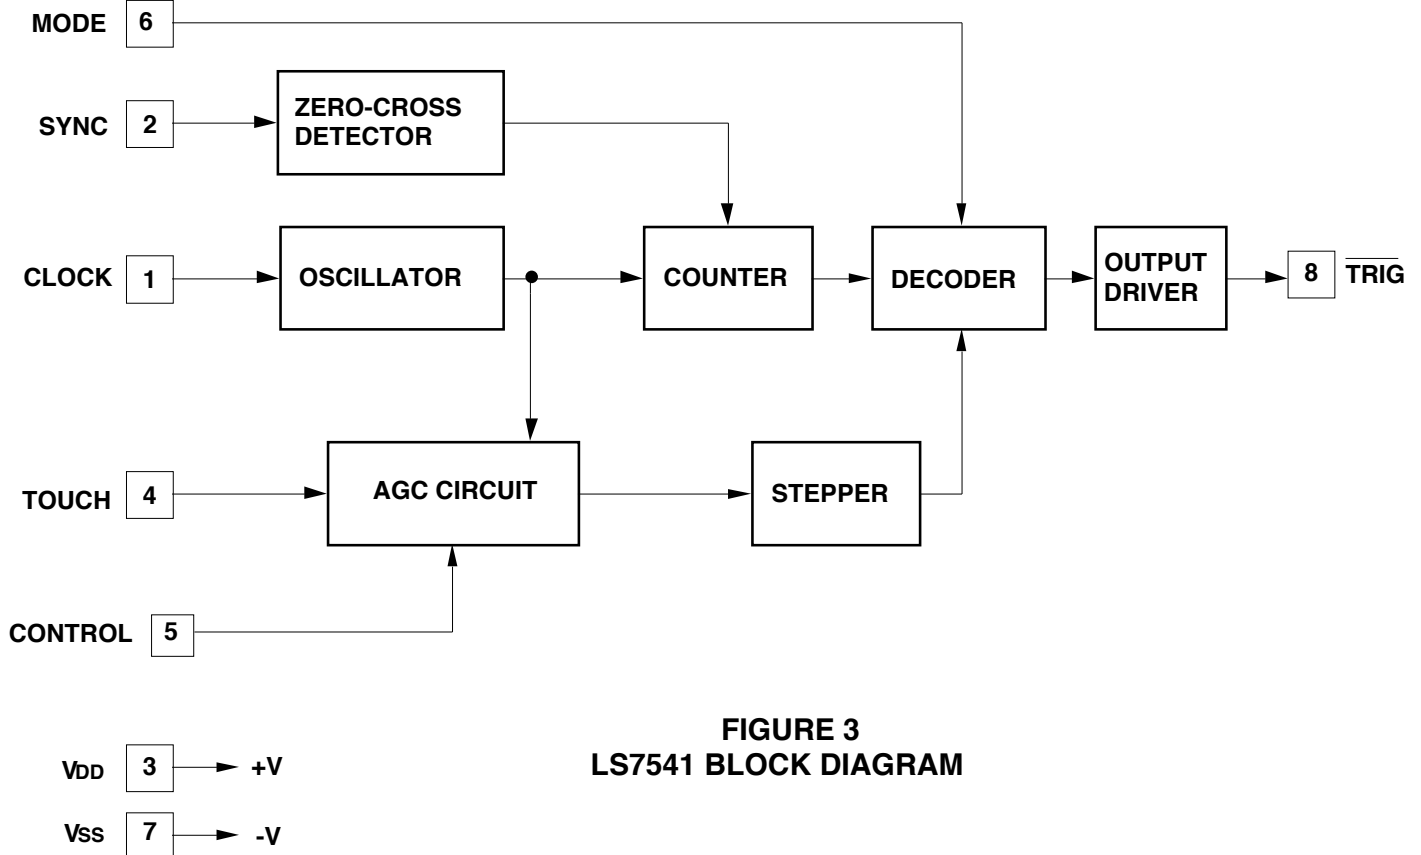 MODE 6
ZERO-CROSS
DETECTOR
SYNC 2
CLOCK 1
OSCILLATOR
COUNTER
DECODER
OUTPUT
DRIVER
8 TRIG
TOUCH 4
AGC CIRCUIT
STEPPER
CONTROL 5
FIGURE 3
LS7541 BLOCK DIAGRAM
VDD 3 +V
VSS 7 -V